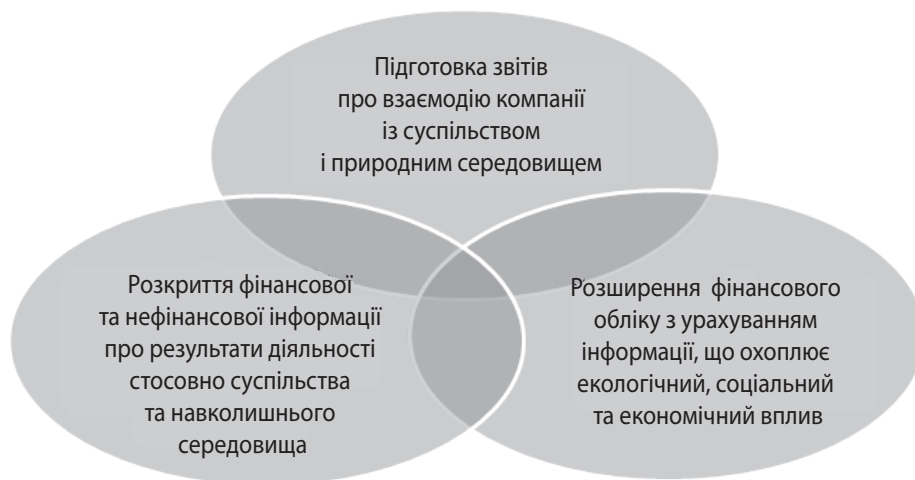 Підготовка звітів
про взаємодію компанії
із суспільством
і природним середовищем
Розкриття фінансової
та нефінансової інформації
про результати діяльності
стосовно суспільства
та навколишнього
середовища
Розширення фінансового
обліку з урахуванням
інформації, що охоплює
екологічний, соціальний
та економічний вплив